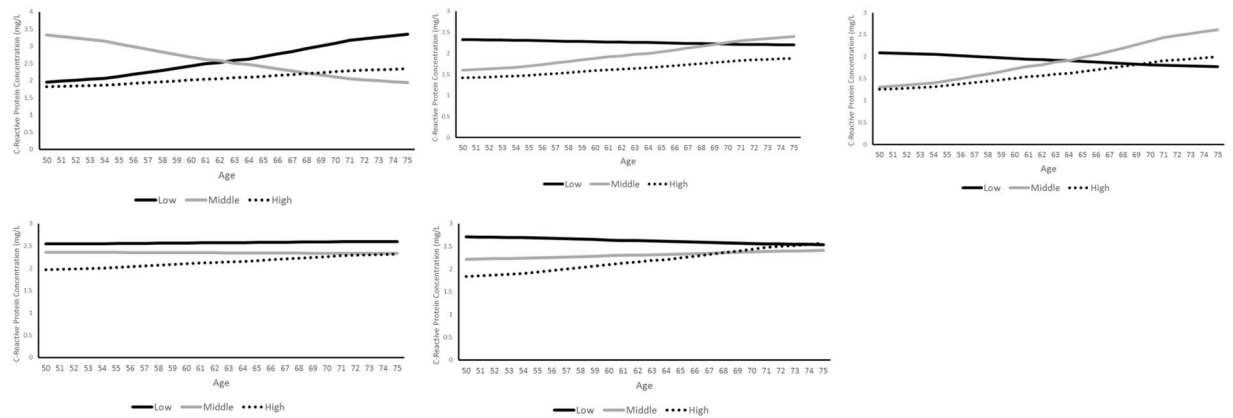 C-Reactive Protein Concentration (mg/L
4
3.5
3
2.5
2
1.5
1
0.5
0
50 51 52 53 54 55 56 57 58 59 60 61 62 63 64 65 66 67 68 69 70 71 72 73 74 75
Age
Low Middle High
C-Reactive Protein Concentration (mg/L
3
2.5
2
1.5
1
0.5
0
50 51 52 53 54 55 56 57 58 59 60 61 62 63 64 65 66 67 68 69 70 71 72 73 74 75
Age
Low Middle High
C-Reactive Protein Concentration (mg/L
3
2.5
2
1.5
1
0.5
0
50 51 52 53 54 55 56 57 58 59 60 61 62 63 64 65 66 67 68 69 70 71 72 73 74 75
Age
Low Middle High
C-Reactive Protein Concentration (mg/L
3
2.5
2
1.5
1
0.5
0
50 51 52 53 54 55 56 57 58 59 60 61 62 63 64 65 66 67 68 69 70 71 72 73 74 75
Age
Low Middle High
C-Reactive Protein Concentration (mg/L
3
2.5
2
1.5
1
0.5
0
50 51 52 53 54 55 56 57 58 59 60 61 62 63 64 65 66 67 68 69 70 71 72 73 74 75
Age
Low Middle High